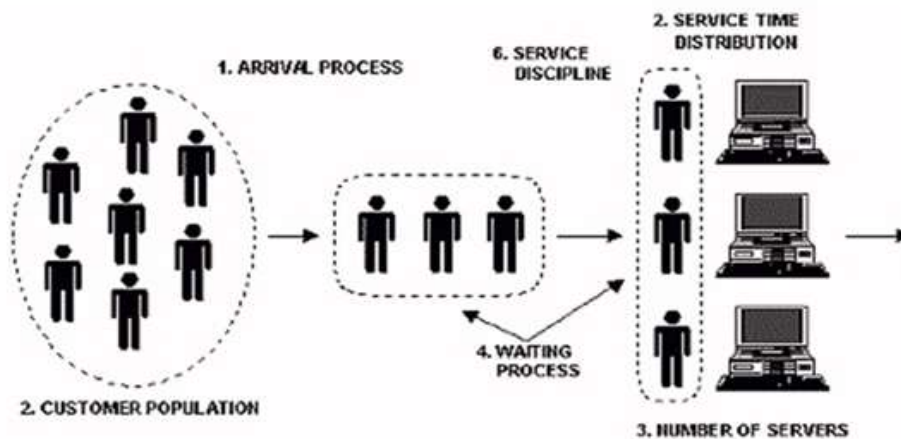 2. SERVICE TIME
DISTRIBUTION
1. ARRIVAL PROCESS
6. SERVICE
DISCIPLINE
4. WAITING
PROCESS
2. CUSTOMER POPULATION
3. NUMBER OF SERVERS